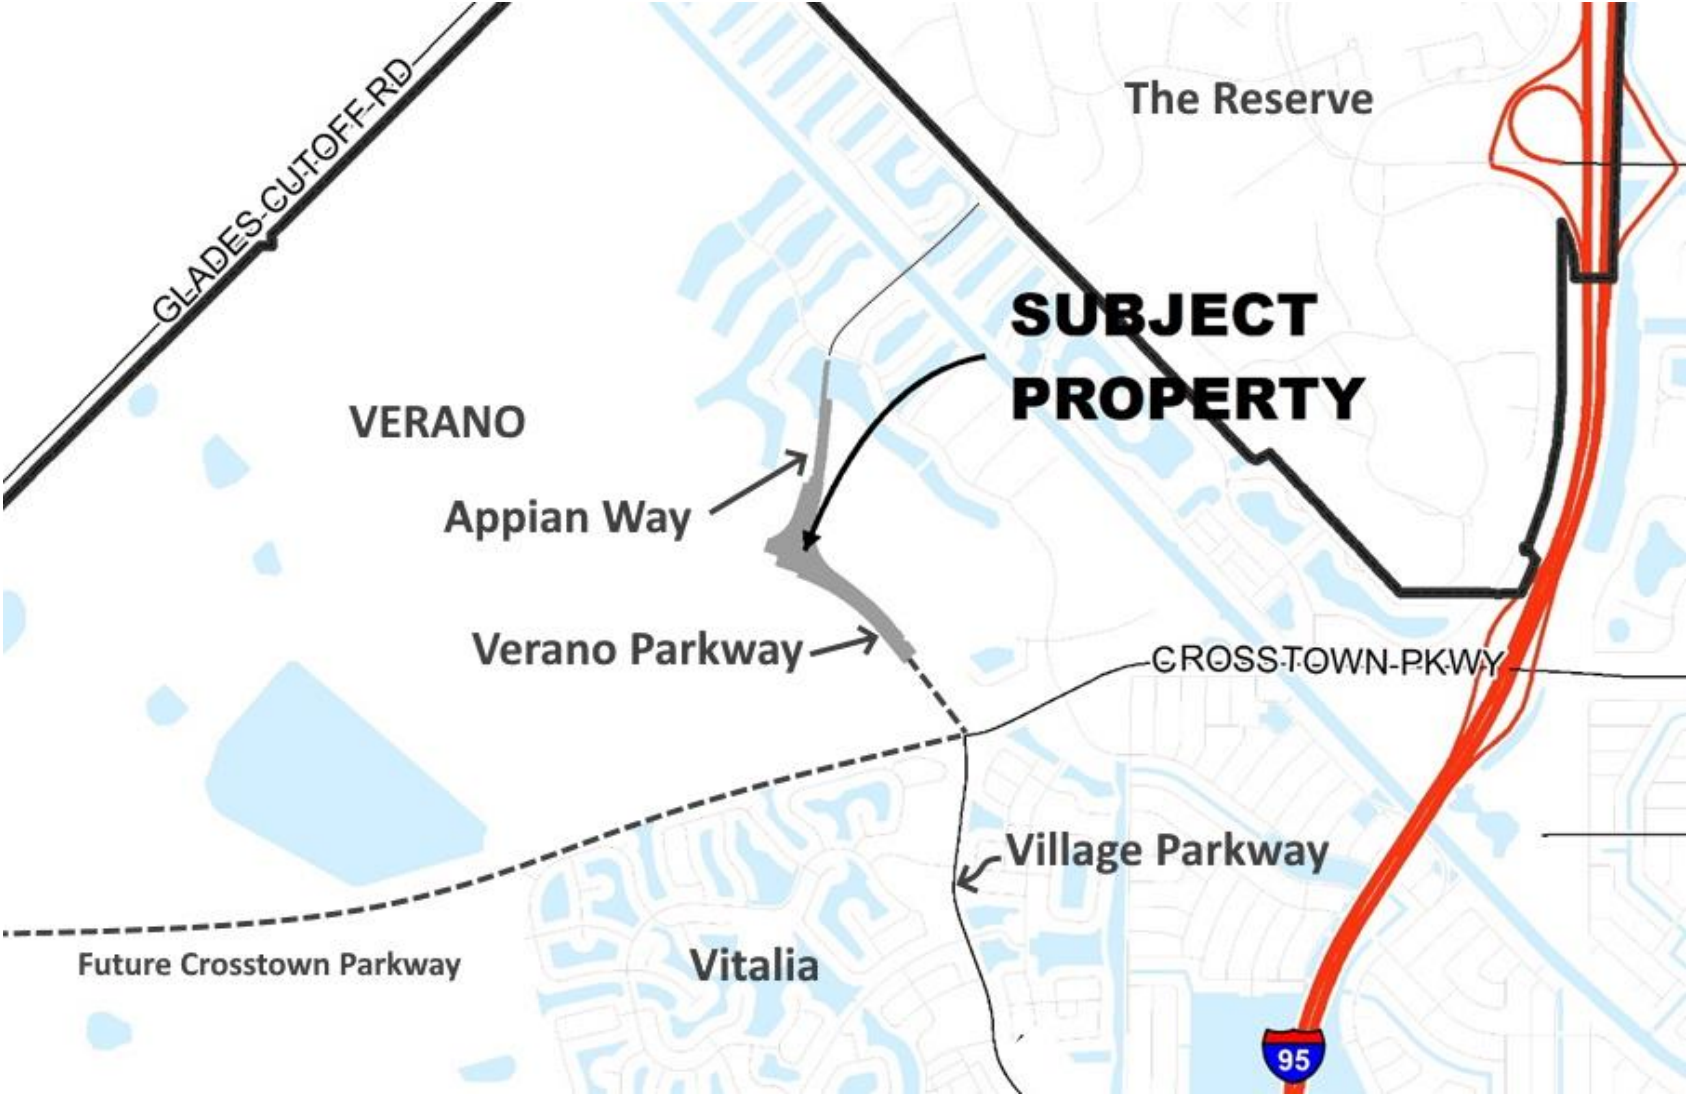 The Reserve
GLADES-CUTOFF-RD
SUBJECT
PROPERTY
VERANO
Appian Way
Verano Parkway
CROSSTOWN-PKWY
Village Parkway
Future Crosstown Parkway
Vitalia
95